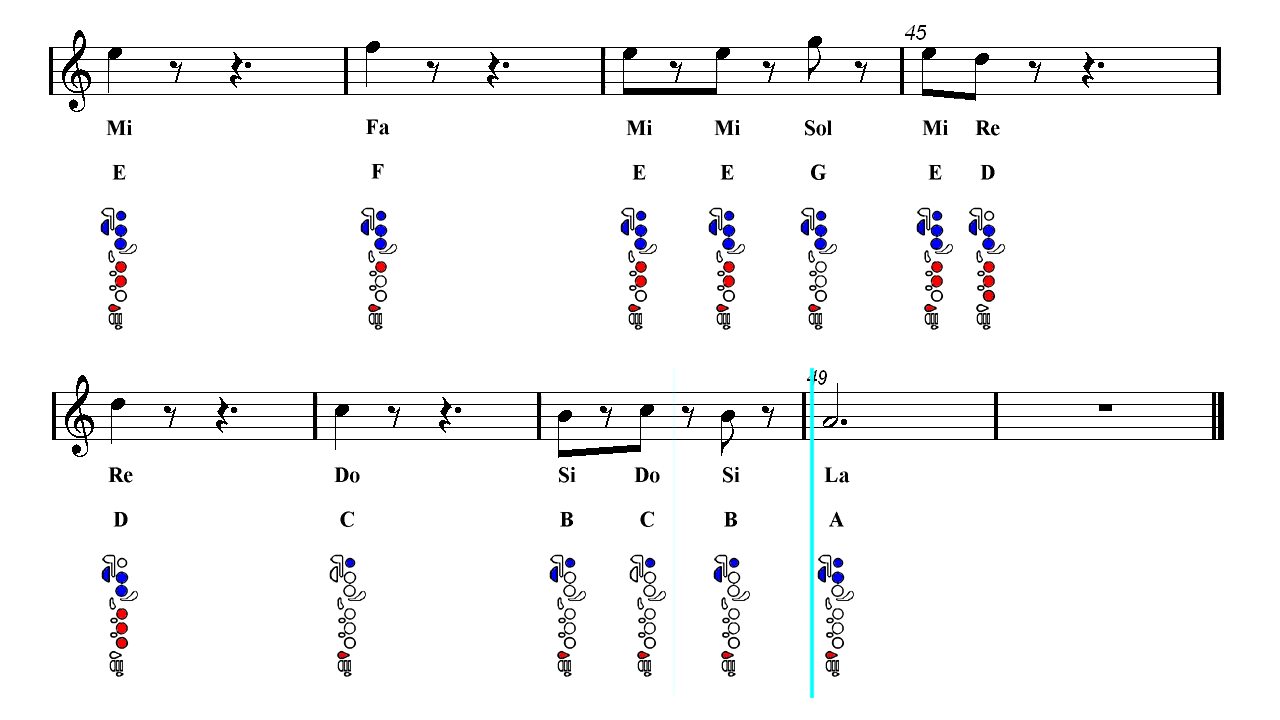 45
Mi Fa Mi Mi Sol Mi Re
E F E E G E D
49
Re Do Si Do Si La
D C B C B A